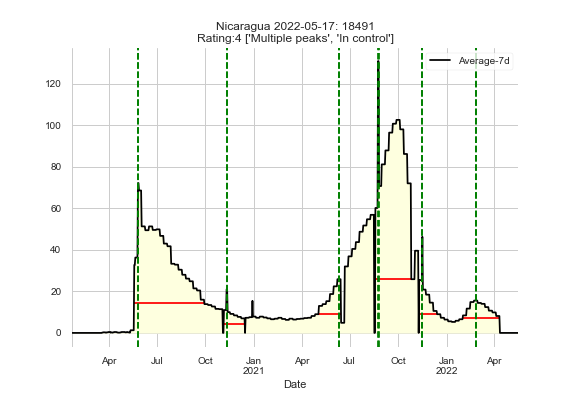 Nicaragua 2022-05-17: 18491
Rating:4 ['Multiple peaks', 'In control']
Average-7d
120
100
80
60
40
20
0
Apr Jul Oct Jan Apr Jul Oct Jan Apr
2021 2022
Date